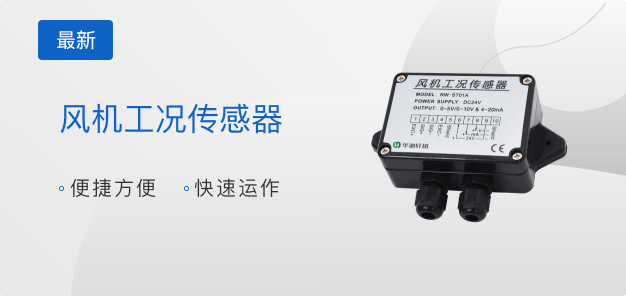 最新
风机工况传感器
便捷方便
快速运作
风机工况传感器
MODEL: RW-ST01A
POWER SUPPLY: DC24V
OUTPUT: 0-5V/0-10V & 4-20mA
1 2 3 4 5 6 7 8 9 10
24V
CE